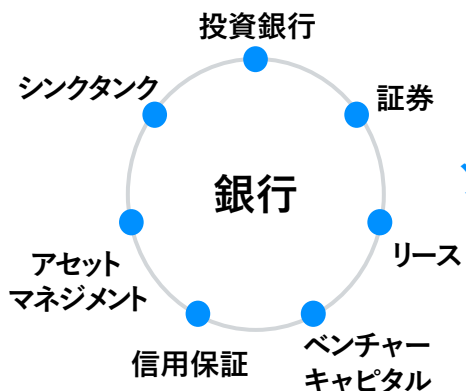 投資銀行
シンクタンク
証券
銀行
リース
アセット
マネジメント
信用保証
ベンチャー
キャピタル